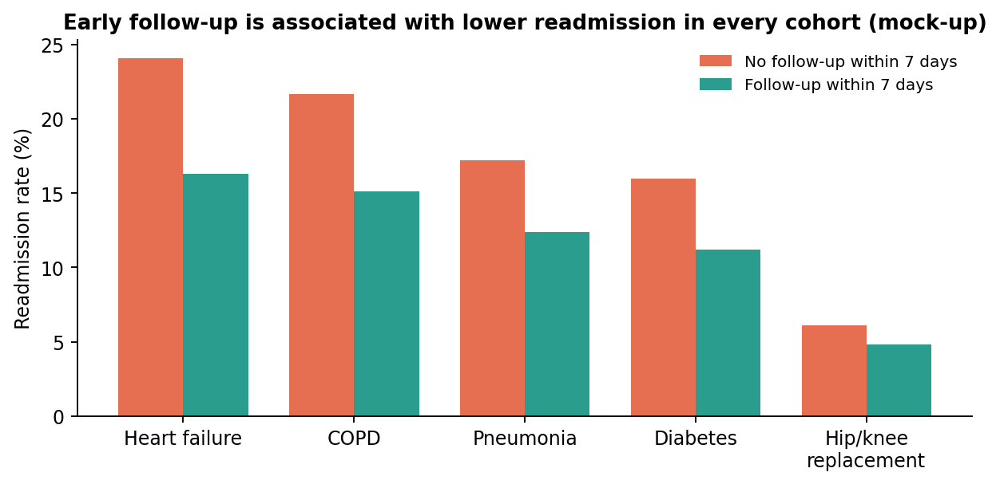 Early follow-up is associated with lower readmission in every cohort (mock-up)
No follow-up within 7 days
Follow-up within 7 days
Readmission rate (%)
25
20
15
10
5
0
Heart failure
COPD
Pneumonia
Diabetes
Hip/knee
replacement